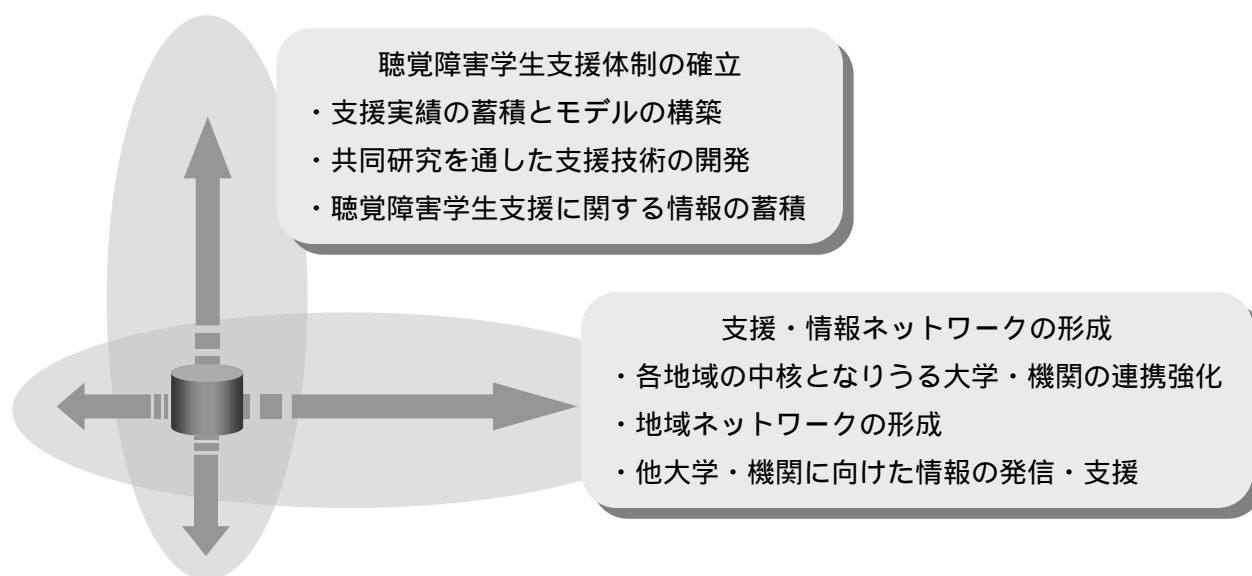 聴覚障害学生支援体制の確立
・支援実績の蓄積とモデルの構築
・共同研究を通した支援技術の開発
・聴覚障害学生支援に関する情報の蓄積
支援・情報ネットワークの形成
・各地域の中核となりうる大学・機関の連携強化
・地域ネットワークの形成
・他大学・機関に向けた情報の発信・支援